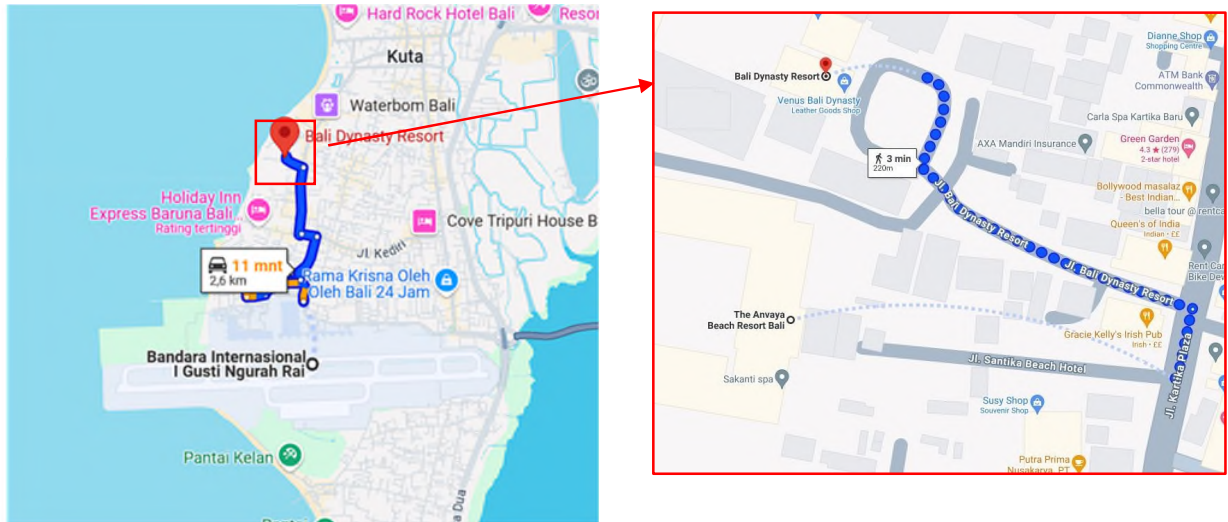 Hard Rock Hotel Bali
Resor
Kuta
Waterbom Bali
Bali Dynasty Resort
Holiday Inn
Express Baruna Bali ..
Rating tertinggi
Cove Tripuri House B
Jl. Kediri
11 mnt
2,6 km
Rama Krisna Oleh
Oleh Bali 24 Jam
Bandara Internasional
I Gusti Ngurah Rai
Pantai Kelan
Pantai
a Dua
Dianne Shop
Shopping Centre
Bali Dynasty Resort
Venus Bali Dynasty
Leather Goods Shop
ATM Bank
Commonwealth
Carla Spa Kartika Baru
AXA Mandiri Insurance
Green Garden
4.3 ★ (279)
2-star hotel
3 min
220m
Jl. Bali Dynasty Resort
Bollywood masalaz
- Best Indian...
bella tour @ rentca
Queen's of India
Indian • ££
Rent Car
Bike Dev
Jl. Bali Dynasty Resort
The Anvaya
Beach Resort Bali
Gracie Kelly's Irish Pub
Irish • ££
Jl. Kartika Plaza
Jl. Santika Beach Hotel
Sakanti spa
Susy Shop
Souvenir Shop
Putra Prima
Nusakarya, PT